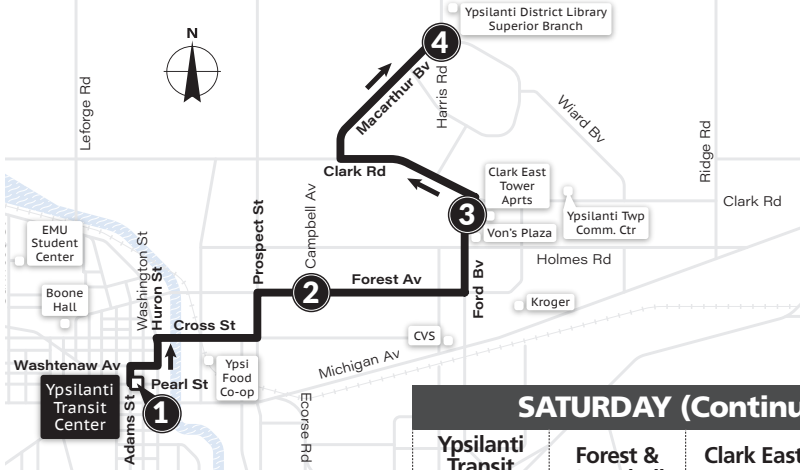 Ypsilanti District Library
Superior Branch
N
4
Leforge Rd
Macarthur Bv
Harris Rd
Wiard Bv
Ridge Rd
Clark Rd
Clark East
Tower
Aprts
Clark Rd
3
Ypsilanti Twp
Comm. Ctr
Von's Plaza
EMU
Student
Center
Washington St
Huron St
Prospect St
Campbell Av
Holmes Rd
Boone
Hall
2
Forest Av
Ford Bv
Kroger
Cross St
CVS
Michigan Av
Washtenaw Av
Pearl St
Ypsi
Food
Co-op
Ypsilanti
Transit
Center
Adams St
1
Ecorse Rd
SATURDAY (Continu
Ypsilanti
Transit
Forest &
Clark East